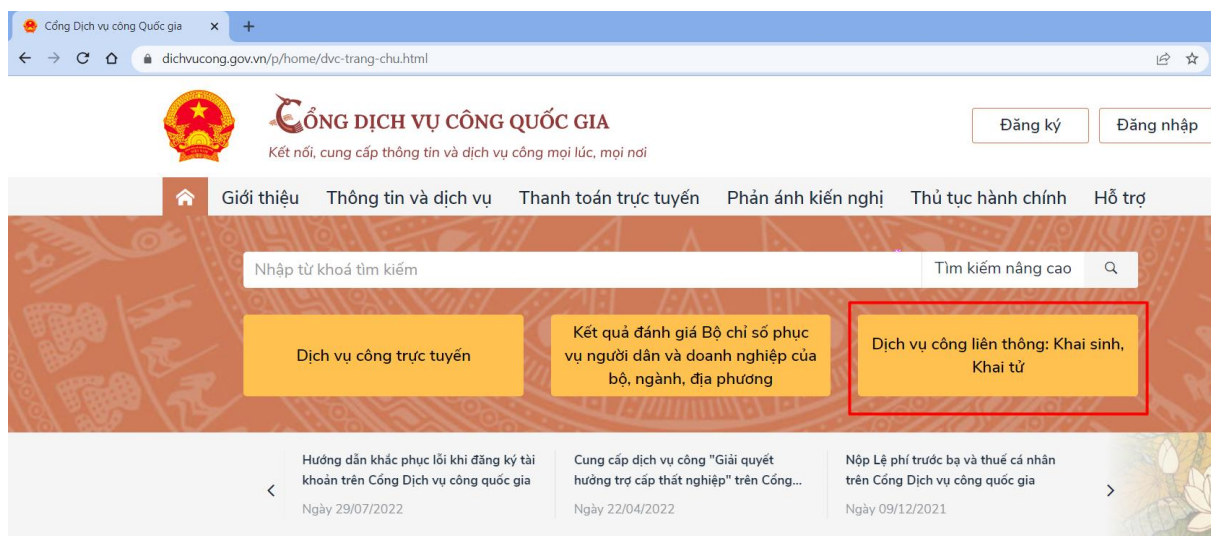 Cổng Dịch vụ công Quốc gia
dichvucong.gov.vn/p/home/dvc-trang-chu.html
CỔNG DỊCH VỤ CÔNG QUỐC GIA
Kết nối, cung cấp thông tin và dịch vụ công mọi lúc, mọi nơi
Đăng ký
Đăng nhập
Giới thiệu Thông tin và dịch vụ Thanh toán trực tuyến Phản ánh kiến nghị Thủ tục hành chính Hỗ trợ
Nhập từ khoá tìm kiếm
Tìm kiếm nâng cao
Dịch vụ công trực tuyến
Kết quả đánh giá Bộ chỉ số phục
vụ người dân và doanh nghiệp của
bộ, ngành, địa phương
Dịch vụ công liên thông: Khai sinh,
Khai tử
Hướng dẫn khắc phục lỗi khi đăng ký tài
khoản trên Cổng Dịch vụ công quốc gia
Ngày 29/07/2022
Cung cấp dịch vụ công "Giải quyết
hưởng trợ cấp thất nghiệp" trên Cổng...
Ngày 22/04/2022
Nộp Lệ phí trước bạ và thuế cá nhân
trên Cổng Dịch vụ công quốc gia
Ngày 09/12/2021